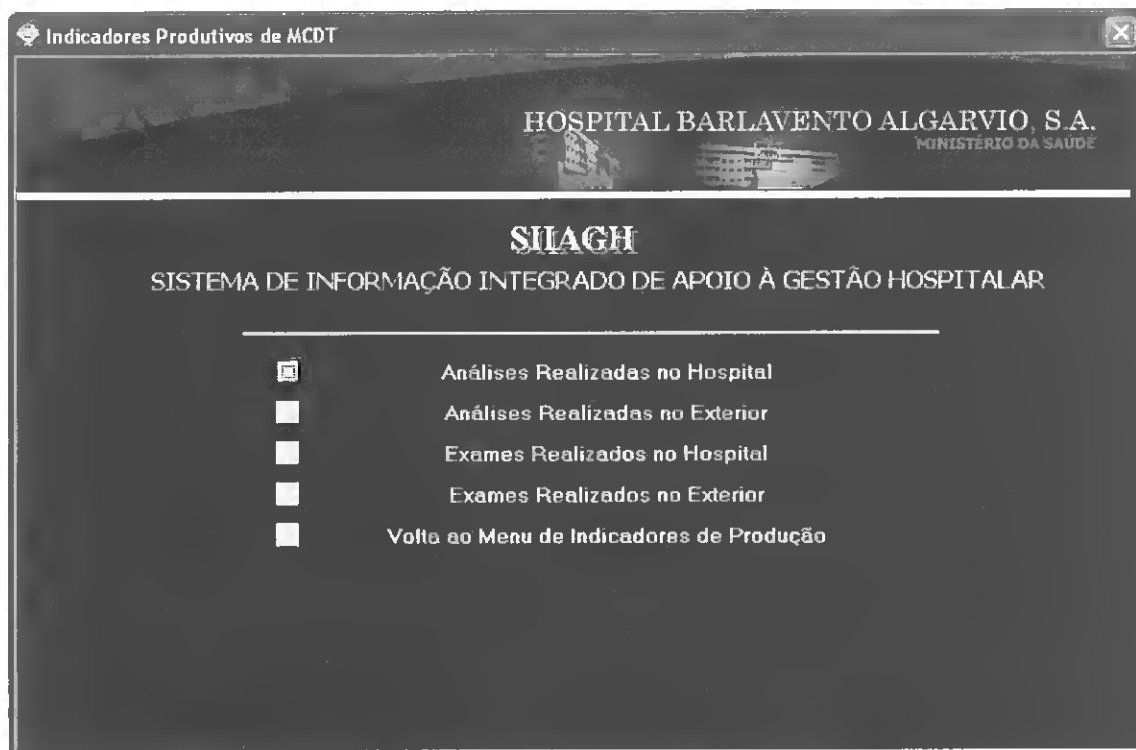 Indicadores Produtivos de MCDT
HOSPITAL BARLAVENTO ALGARVIO, S.A.
MINISTÉRIO DA SAÚDE
SIIAGH
SISTEMA DE INFORMAÇÃO INTEGRADO DE APOIO À GESTÃO HOSPITALAR
Análises Realizadas no Hospital
Análises Realizadas no Exterior
Exames Realizados no Hospital
Exames Realizados no Exterior
Volta ao Menu de Indicadores de Produção